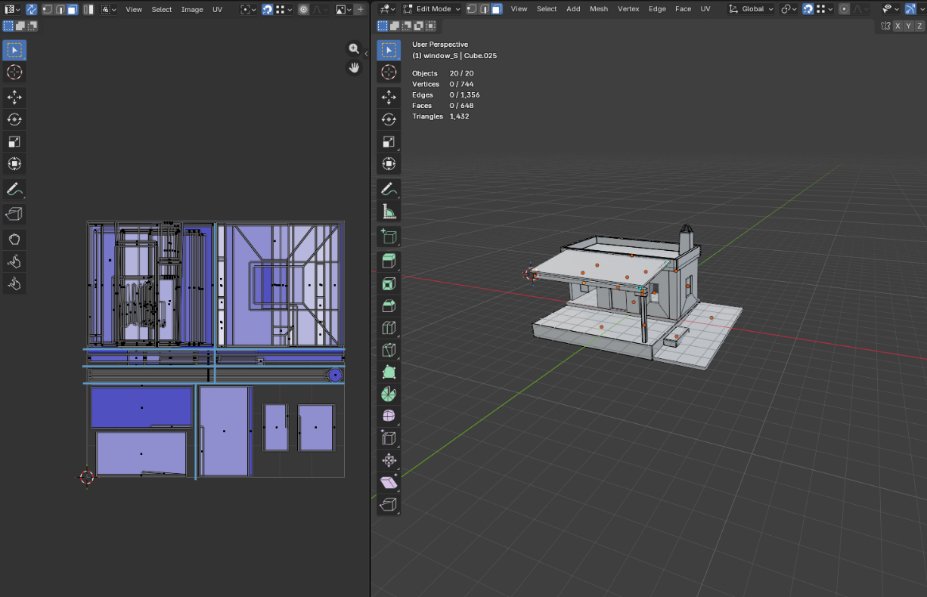 View Select Image UV
Edit Mode View Select Add Mesh Vertex Edge Face UV Global
X Y Z
User Perspective
(1) window_S | Cube.025
Objects 20 / 20
Vertices 0 / 744
Edges 0 / 1,356
Faces 0 / 648
Triangles 1,432